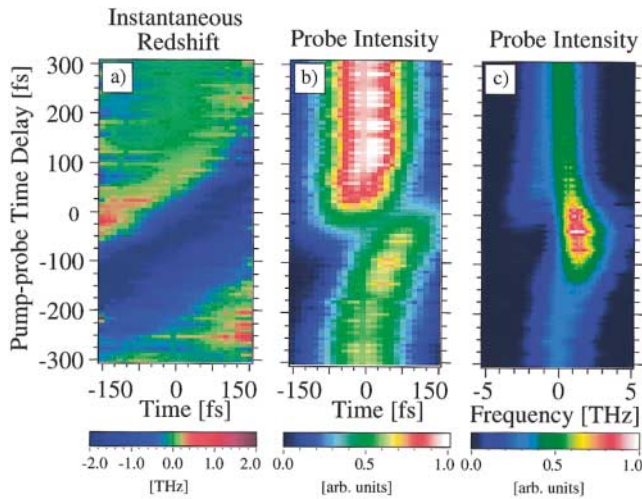 Instantaneous
Redshift
Probe Intensity
Probe Intensity
a)
b)
c)
Pump-probe Time Delay [fs]
300
200
100
0
-100
-200
-300
-150 0 150
Time [fs]
-150 0 150
Time [fs]
-5 0 5
Frequency [THz]
-2.0 -1.0 0.0 1.0 2.0
[THz]
0.0 0.5 1.0
[arb. units]
0.0 0.5 1.0
[arb. units]